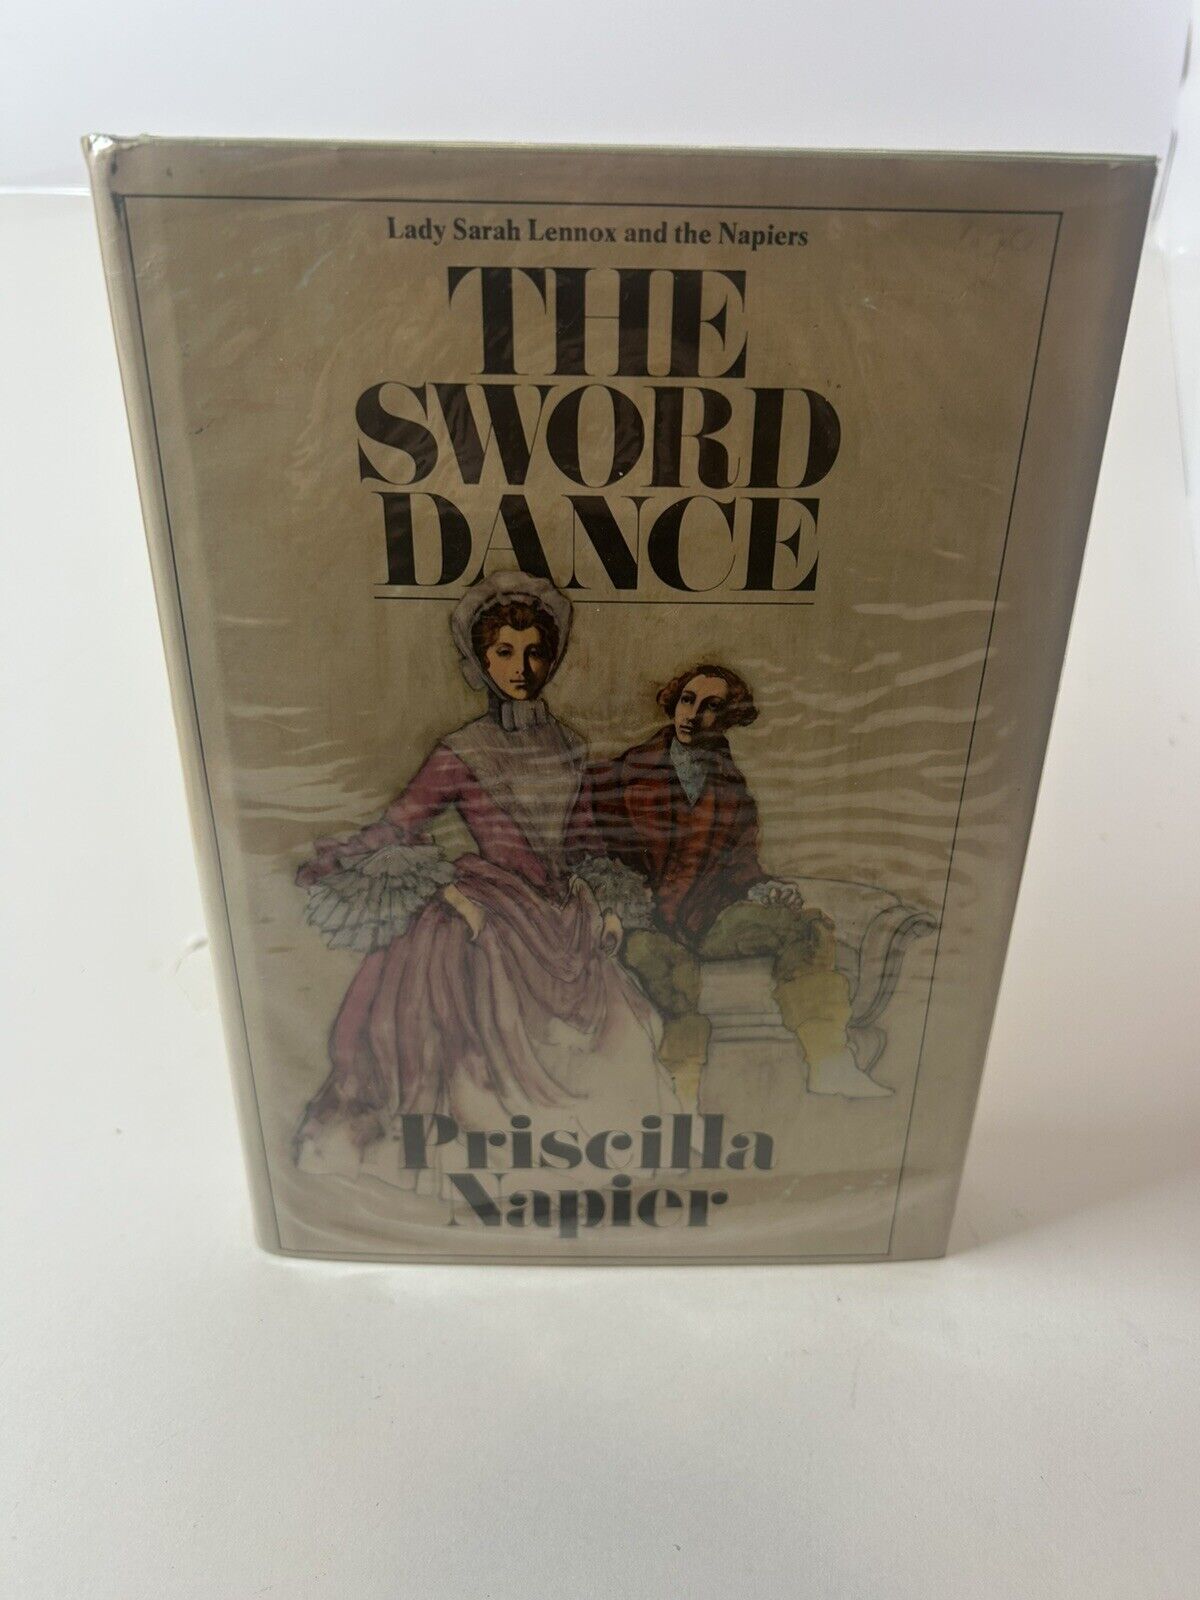 Lady Sarah Lennox and the Napiers
THE
SWORD
DANCE
Priscilla
Napier